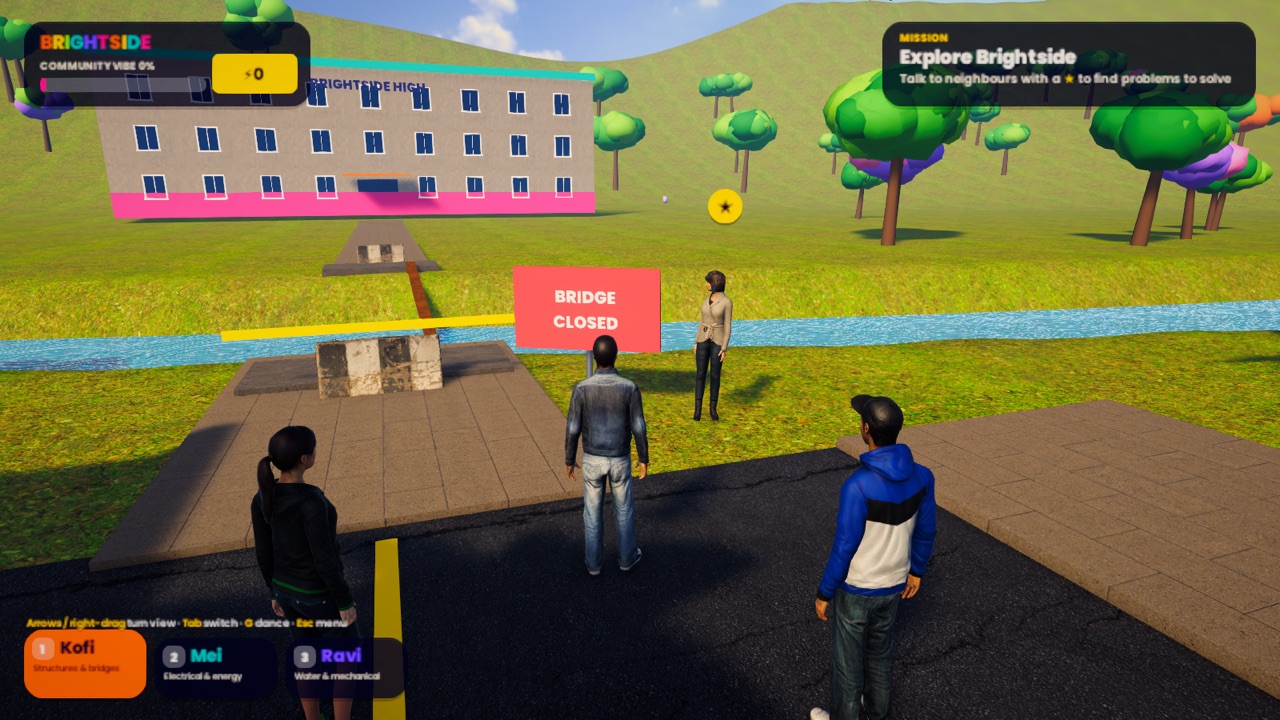 BRIGHTSIDE
COMMUNITY VIBE 0%
⚡0
MISSION
Explore Brightside
Talk to neighbours with a ★ to find problems to solve
BRIGHTSIDE HIGH
★
BRIDGE
CLOSED
Arrows / right-drag turn view · Tab switch · G dance · Esc menu
1 Kofi
Structures & bridges
2 Mei
Electrical & energy
3 Ravi
Water & mechanical